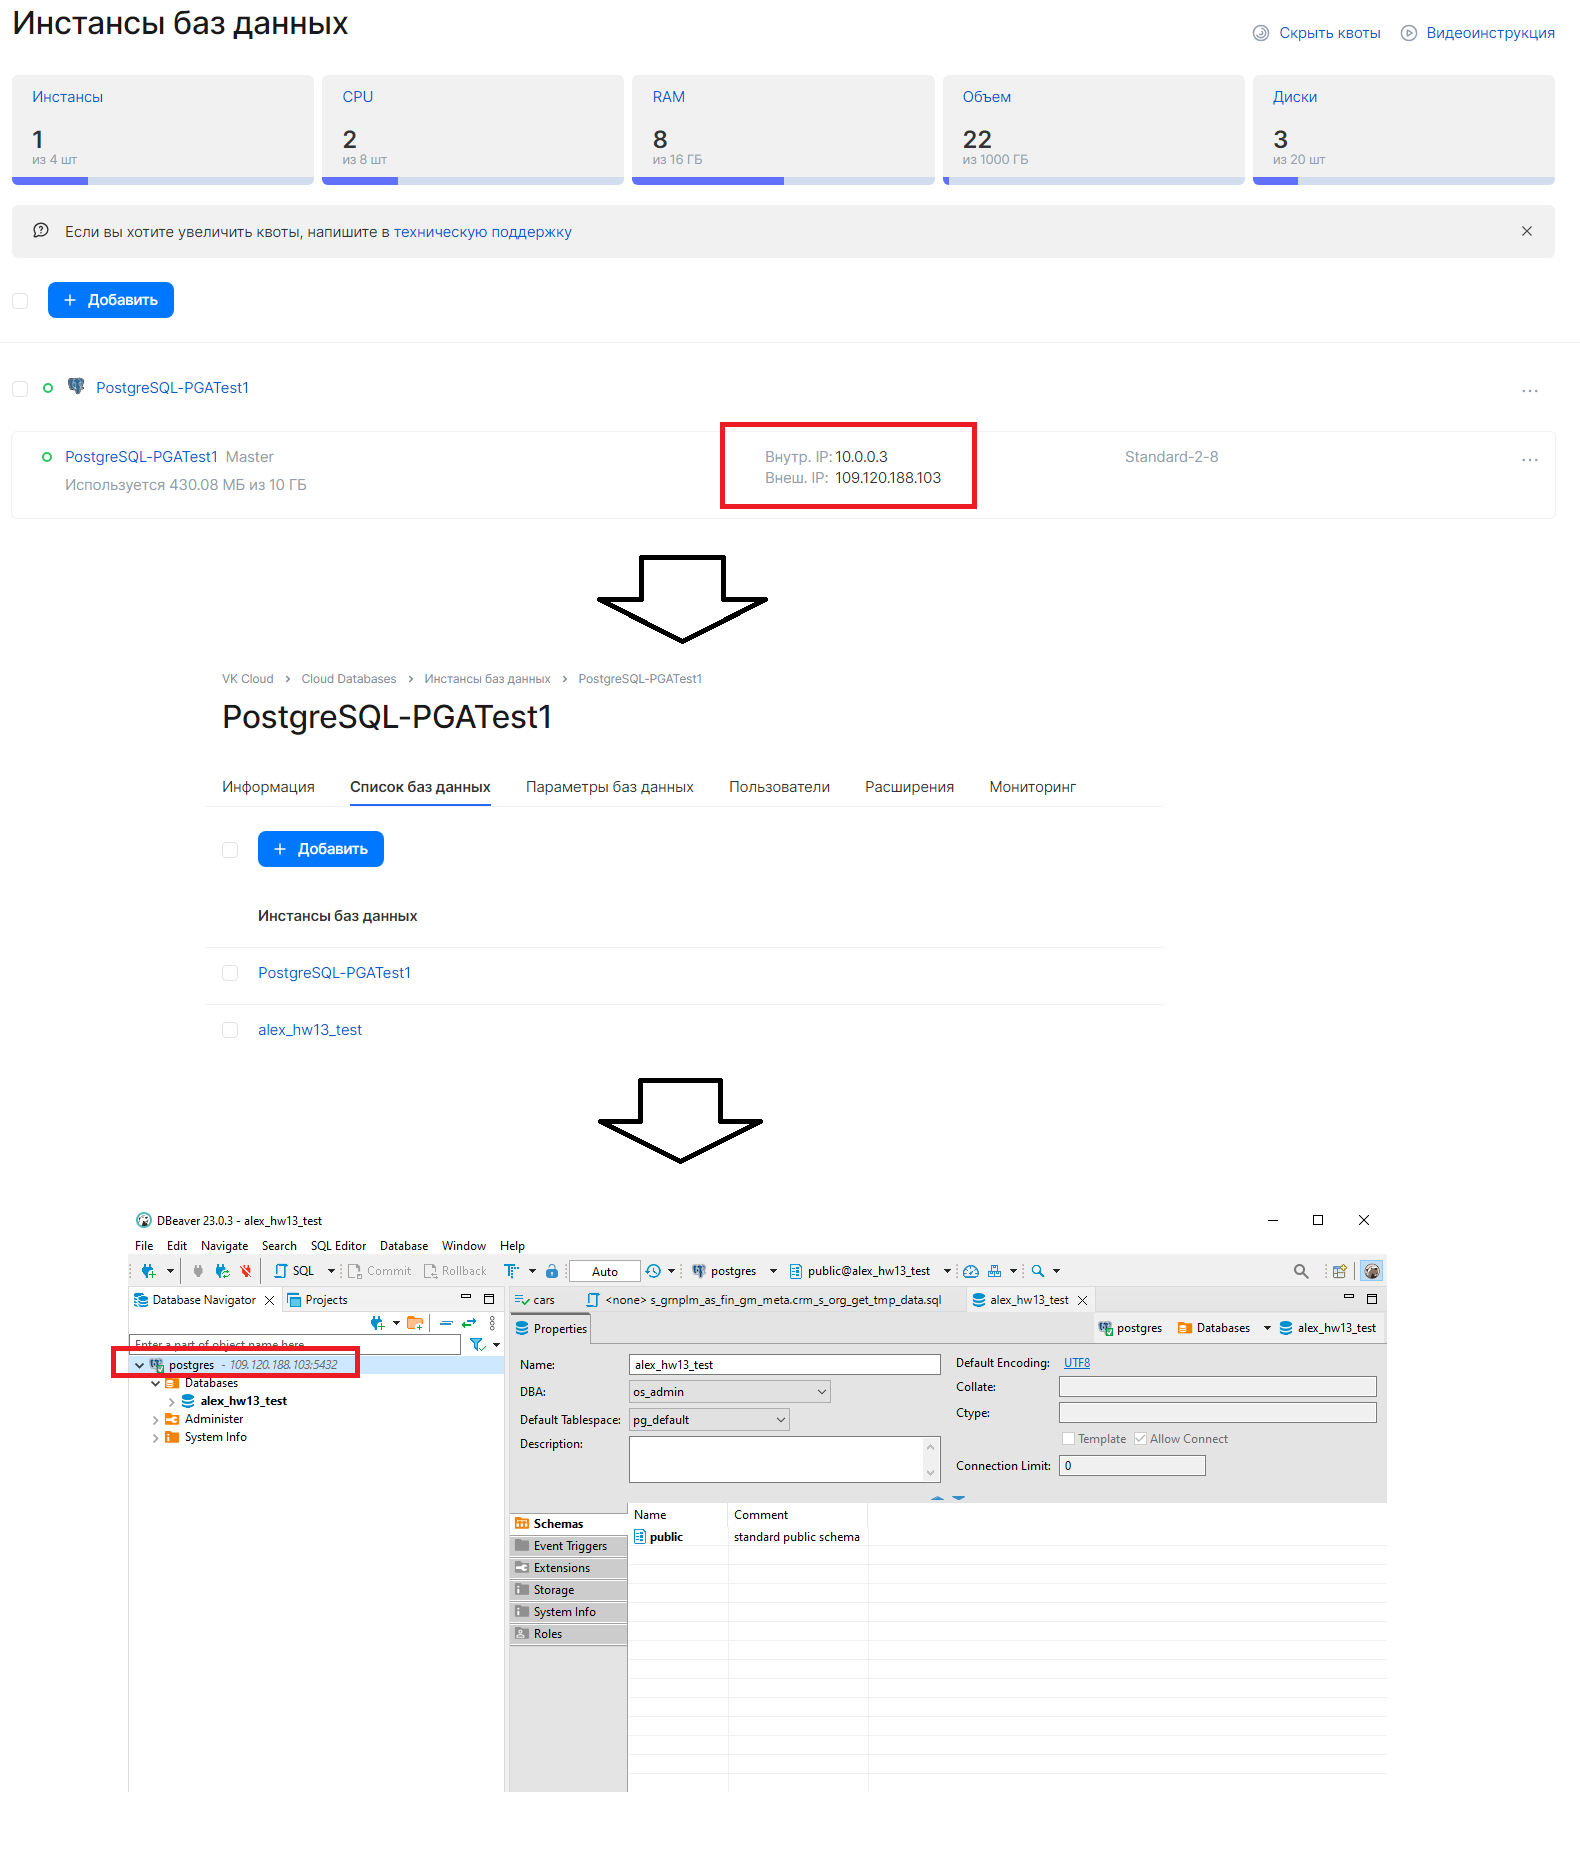 Инстансы баз данных
Скрыть квоты Видеоинструкция
Инстансы CPU RAM Объем Диски
1 2 8 22 3
из 4 шт из 8 шт из 16 ГБ из 1000 ГБ из 20 шт
Если вы хотите увеличить квоты, напишите в техническую поддержку
+ Добавить
PostgreSQL-PGATest1 ...
PostgreSQL-PGATest1 Master Внутр. IP: 10.0.0.3 Standard-2-8 ...
Внеш. IP: 109.120.188.103
Используется 430.08 МБ из 10 ГБ
VK Cloud > Cloud Databases > Инстансы баз данных > PostgreSQL-PGATest1
PostgreSQL-PGATest1
Информация Список баз данных Параметры баз данных Пользователи Расширения Мониторинг
+ Добавить
Инстансы баз данных
PostgreSQL-PGATest1
alex_hw13_test
DBeaver 23.0.3 - alex_hw13_test
File Edit Navigate Search SQL Editor Database Window Help
SQL Commit Rollback Auto postgres public@alex_hw13_test
Database Navigator Projects
cars <none> s_grnplm_as_fin_gm_meta.crm_s_org_get_tmp_data.sql alex_hw13_test
Enter a part of object name here
Properties postgres Databases alex_hw13_test
postgres - 109.120.188.103:5432
Databases
alex_hw13_test
Administer
System Info
Name: alex_hw13_test Default Encoding: UTF8
DBA: os_admin Collate:
Default Tablespace: pg_default Ctype:
Description: Template Allow Connect
Connection Limit: 0
Schemas
Event Triggers
Extensions
Storage
System Info
Roles
Name Comment
public standard public schema